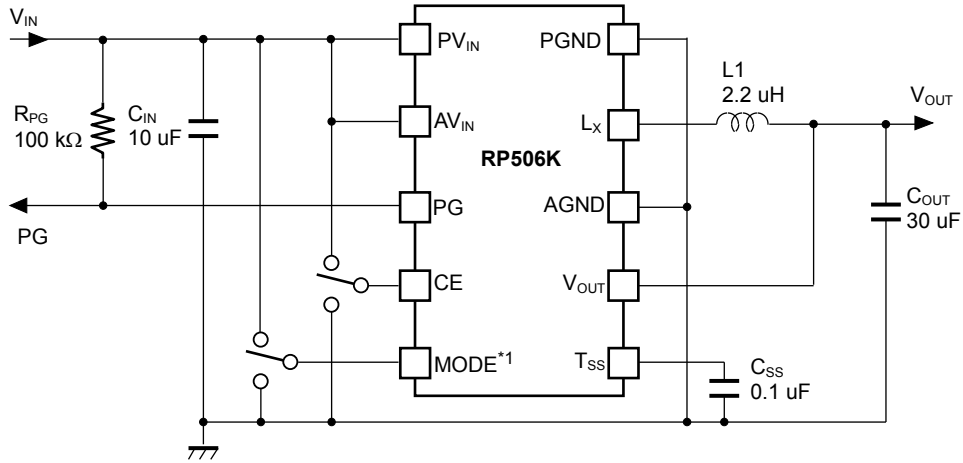 V_IN
R_PG
100 kΩ
C_IN
10 uF
PG
PV_IN
AV_IN
PG
CE
MODE*1
RP506K
PGND
L_X
AGND
V_OUT
T_SS
L1
2.2 uH
V_OUT
C_OUT
30 uF
C_SS
0.1 uF